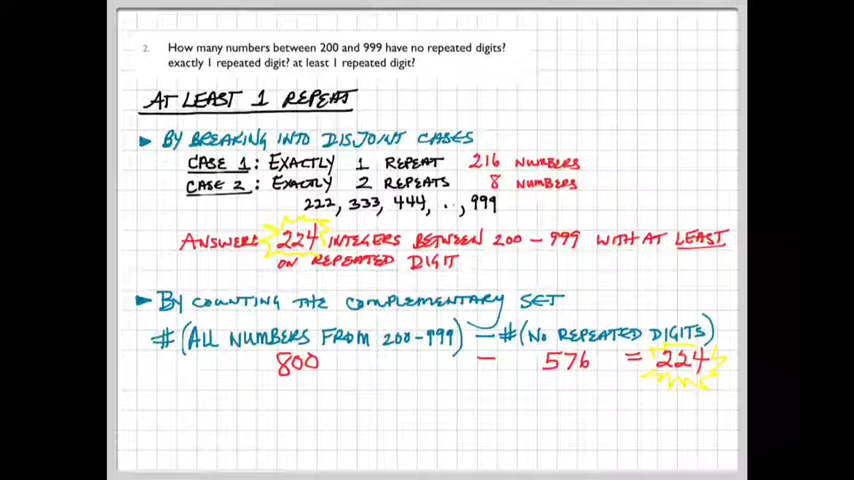 2. How many numbers between 200 and 999 have no repeated digits?
exactly 1 repeated digit? at least 1 repeated digit?
AT LEAST 1 REPEAT
► BY BREAKING INTO DISJOINT CASES
CASE 1 : EXACTLY 1 REPEAT 216 NUMBERS
CASE 2 : EXACTLY 2 REPEATS 8 NUMBERS
222, 333, 444, .., 999
ANSWER: 224 INTEGERS BETWEEN 200 - 999 WITH AT LEAST
ON REPEATED DIGIT
► BY COUNTING THE COMPLEMENTARY SET
# (ALL NUMBERS FROM 200-999) - # (NO REPEATED DIGITS)
800 - 576 = 224